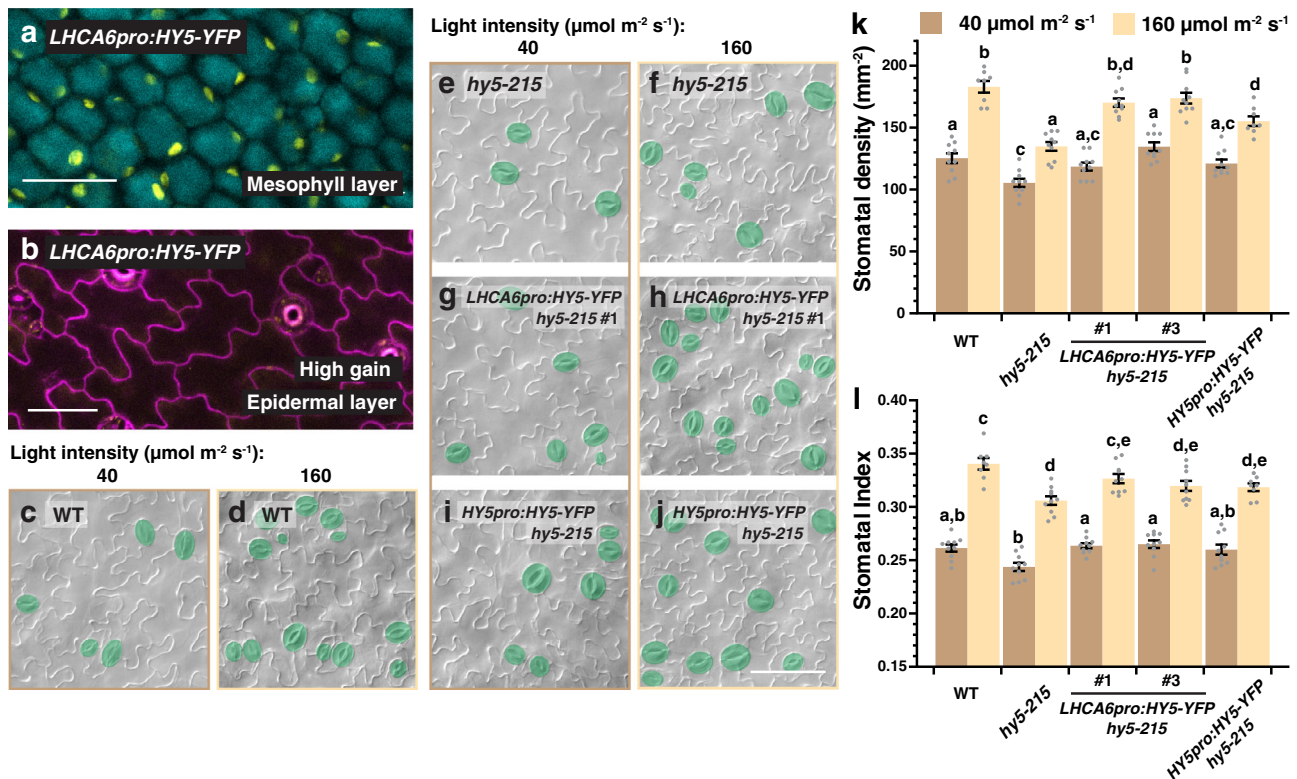 a
LHCA6pro:HY5-YFP
Mesophyll layer
b
LHCA6pro:HY5-YFP
High gain
Epidermal layer
Light intensity (µmol m⁻² s⁻¹):
40
160
c WT
d WT
Light intensity (µmol m⁻² s⁻¹):
40
160
e hy5-215
f hy5-215
g LHCA6pro:HY5-YFP
hy5-215 #1
h LHCA6pro:HY5-YFP
hy5-215 #1
i HY5pro:HY5-YFP
hy5-215
j HY5pro:HY5-YFP
hy5-215
k
40 µmol m⁻² s⁻¹
160 µmol m⁻² s⁻¹
Stomatal density (mm⁻²)
200
150
100
50
0
a
b
c
a
a,c
b,d
a
b
a,c
d
WT
hy5-215
#1
#3
LHCA6pro:HY5-YFP
hy5-215
HY5pro:HY5-YFP
hy5-215
l
Stomatal Index
0.40
0.35
0.30
0.25
0.20
0.15
a,b
c
b
d
a
c,e
a
d,e
a,b
d,e
WT
hy5-215
#1
#3
LHCA6pro:HY5-YFP
hy5-215
HY5pro:HY5-YFP
hy5-215